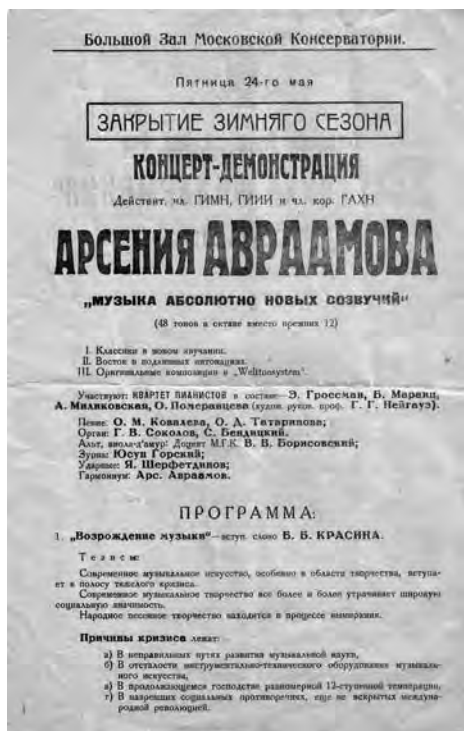 Большой Зал Московской Консерватории.
Пятница 24-го мая
ЗАКРЫТИЕ ЗИМНЯГО СЕЗОНА
КОНЦЕРТ-ДЕМОНСТРАЦИЯ
Действит. чл. ГИМН, ГИИИ и чл. кор. ГАХН
АРСЕНИЯ АВРААМОВА
„МУЗЫКА АБСОЛЮТНО НОВЫХ СОЗВУЧИЙ"
(48 тонов в октаве вместо прежних 12)
I. Классики в новом звучании.
II. Восток в подлинных интонациях.
III. Оригинальные композиции в „Welttonsystem".
Участвуют: КВАРТЕТ ПИАНИСТОВ в составе— Э. Гроссман, Б. Маранц,
А. Миликовская, О. Померанцева (худож. руков. проф. Г. Г. Нейгауз).
Пение: О. М. Ковалева, О. Д. Татаринова;
Орган: Г. В. Соколов, С. Бендицкий.
Альт, виола-д'амур: Доцент М.Г.К. В. В. Борисовский;
Зурна: Юсуп Горский;
Ударные: Я. Шерфетдинов;
Гармониум: Арс. Авраамов.
ПРОГРАММА:
1. „Возрождение музыки"—вступ. слово Б. Б. КРАСИНА.
Тезисы:
Современное музыкальное искусство, особенно в области творчества, вступа-
ет в полосу тяжелого кризиса.
Современное музыкальное творчество все более и более утрачивает широкую
социальную значимость.
Народное песенное творчество находится в процессе вымирания.
Причины кризиса лежат:
а) В неправильных путях развития музыкальной науки,
б) В отсталости инструментально-технического оборудования музыкаль-
ного искусства,
в) В продолжающемся господстве равномерной 12-ступенной темперации,
г) В назревших социальных противоречиях, еще не вскрытых междуна-
родной революцией.